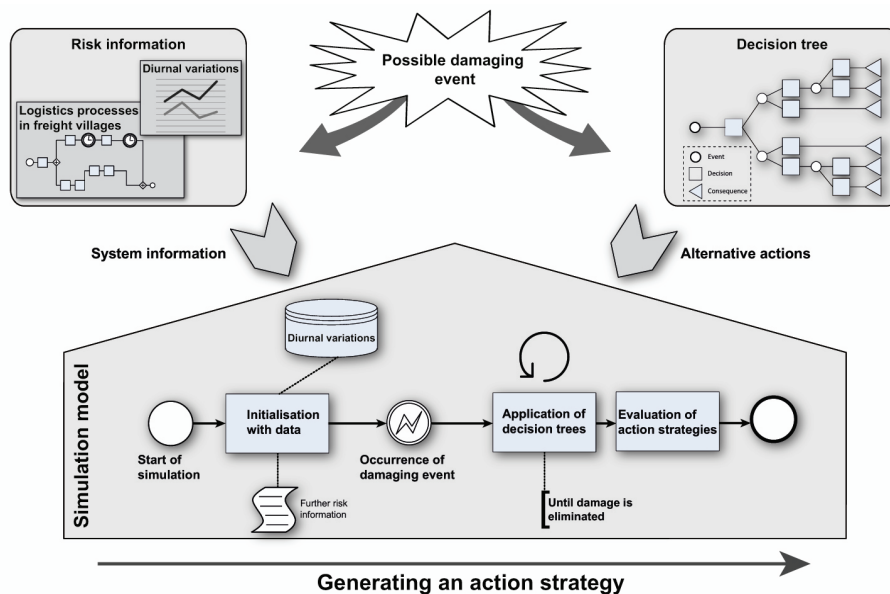 Risk information
Diurnal variations
Logistics processes
in freight villages
Possible damaging
event
Decision tree
Event
Decision
Consequence
System information
Alternative actions
Simulation model
Diurnal variations
Start of
simulation
Initialisation
with data
Further risk
information
Occurrence of
damaging event
Application of
decision trees
Until damage is
eliminated
Evaluation of
action strategies
Generating an action strategy